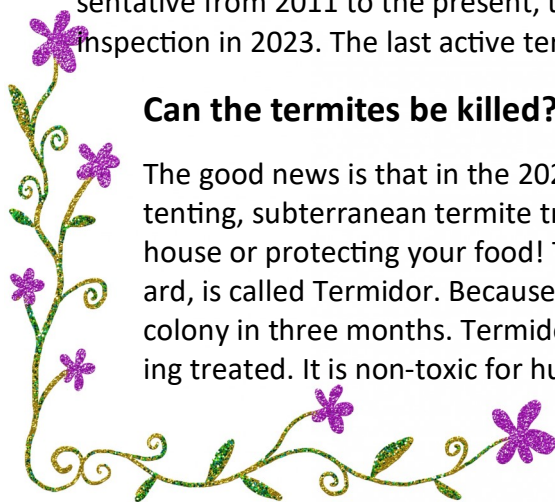 sentative from 2011 to the present, t
inspection in 2023. The last active ter
Can the termites be killed?
The good news is that in the 202
tenting, subterranean termite tr
house or protecting your food! T
ard, is called Termidor. Because
colony in three months. Termido
ing treated. It is non-toxic for hu